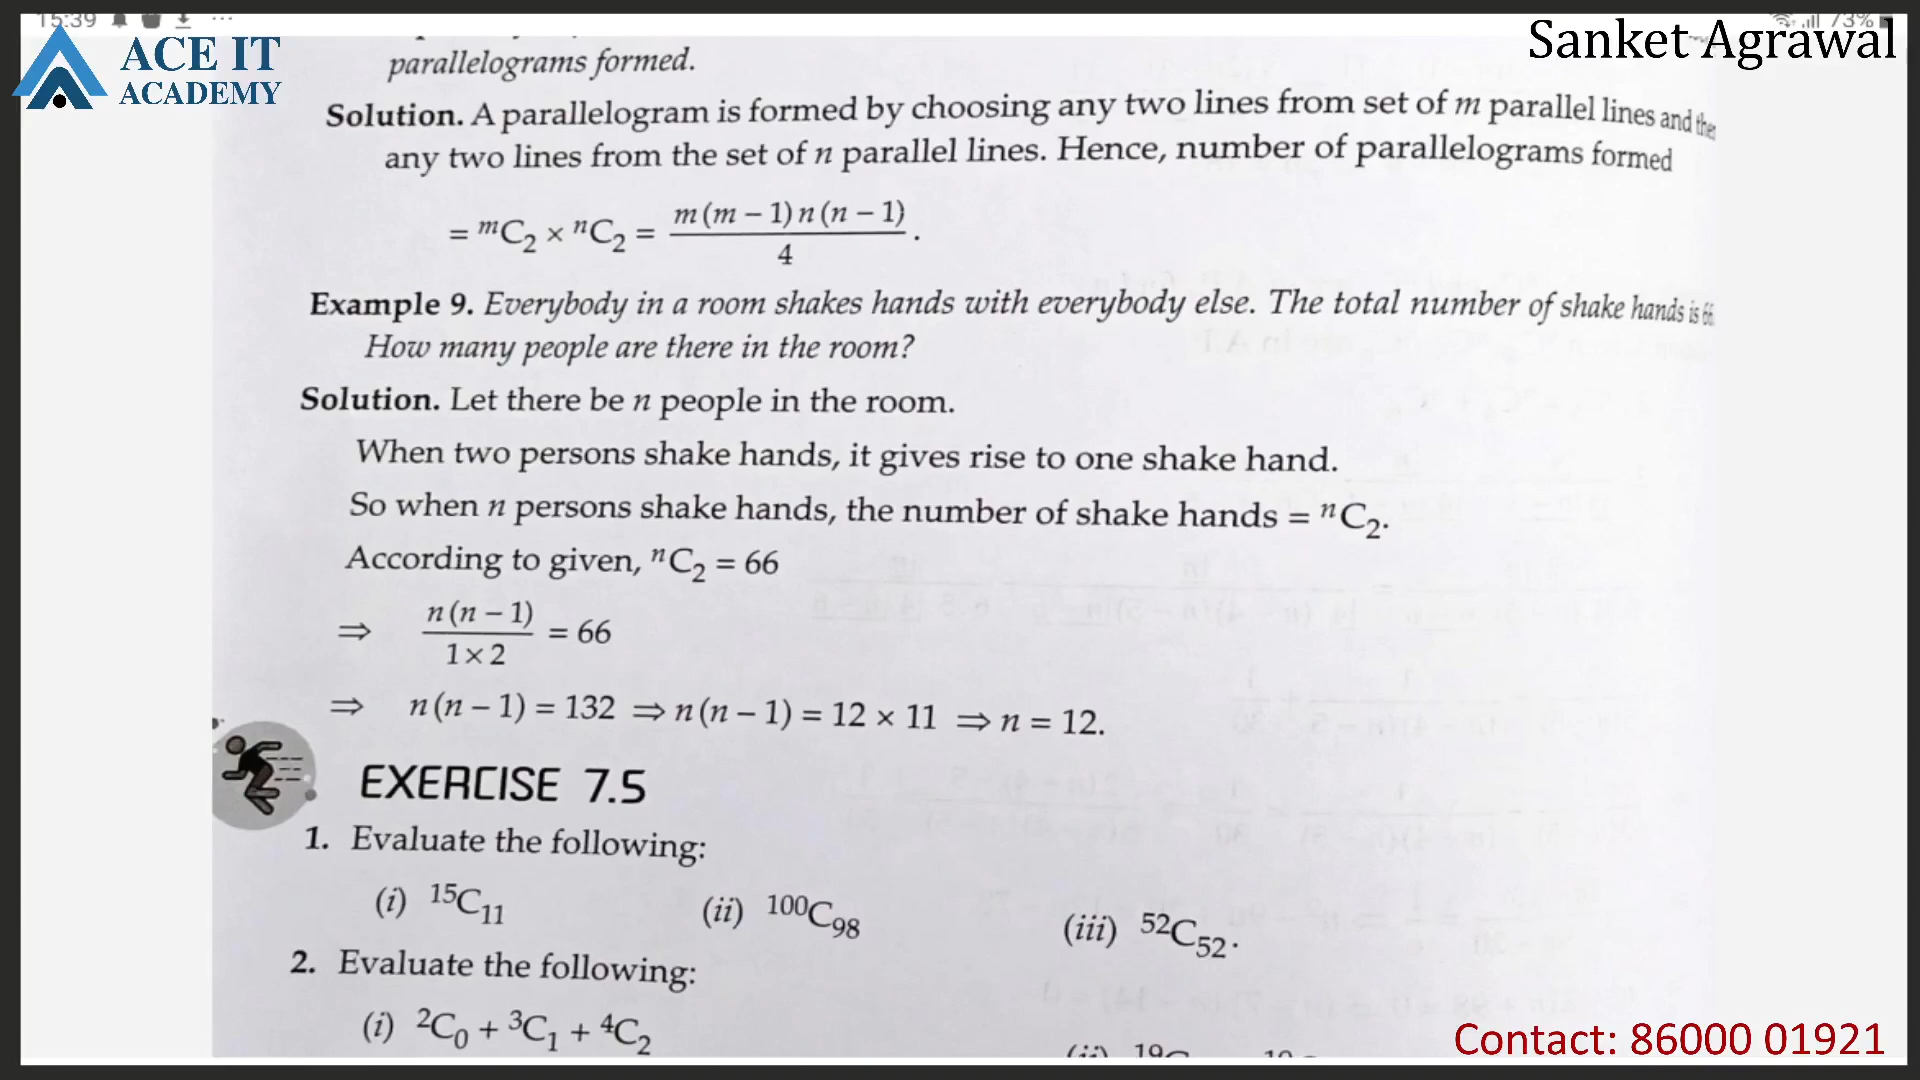 15:39
73%
ACE IT
ACADEMY
Sanket Agrawal
parallelograms formed.
Solution. A parallelogram is formed by choosing any two lines from set of m parallel lines and then
any two lines from the set of n parallel lines. Hence, number of parallelograms formed
= ᵐC₂ × ⁿC₂ = m(m – 1) n(n – 1) / 4 .
Example 9. Everybody in a room shakes hands with everybody else. The total number of shake hands is 66.
How many people are there in the room?
Solution. Let there be n people in the room.
When two persons shake hands, it gives rise to one shake hand.
So when n persons shake hands, the number of shake hands = ⁿC₂.
According to given, ⁿC₂ = 66
⇒ n(n – 1) / 1 × 2 = 66
⇒ n(n – 1) = 132 ⇒ n(n – 1) = 12 × 11 ⇒ n = 12.
EXERCISE 7.5
1. Evaluate the following:
(i) ¹⁵C₁₁ (ii) ¹⁰⁰C₉₈ (iii) ⁵²C₅₂.
2. Evaluate the following:
(i) ²C₀ + ³C₁ + ⁴C₂
Contact: 86000 01921